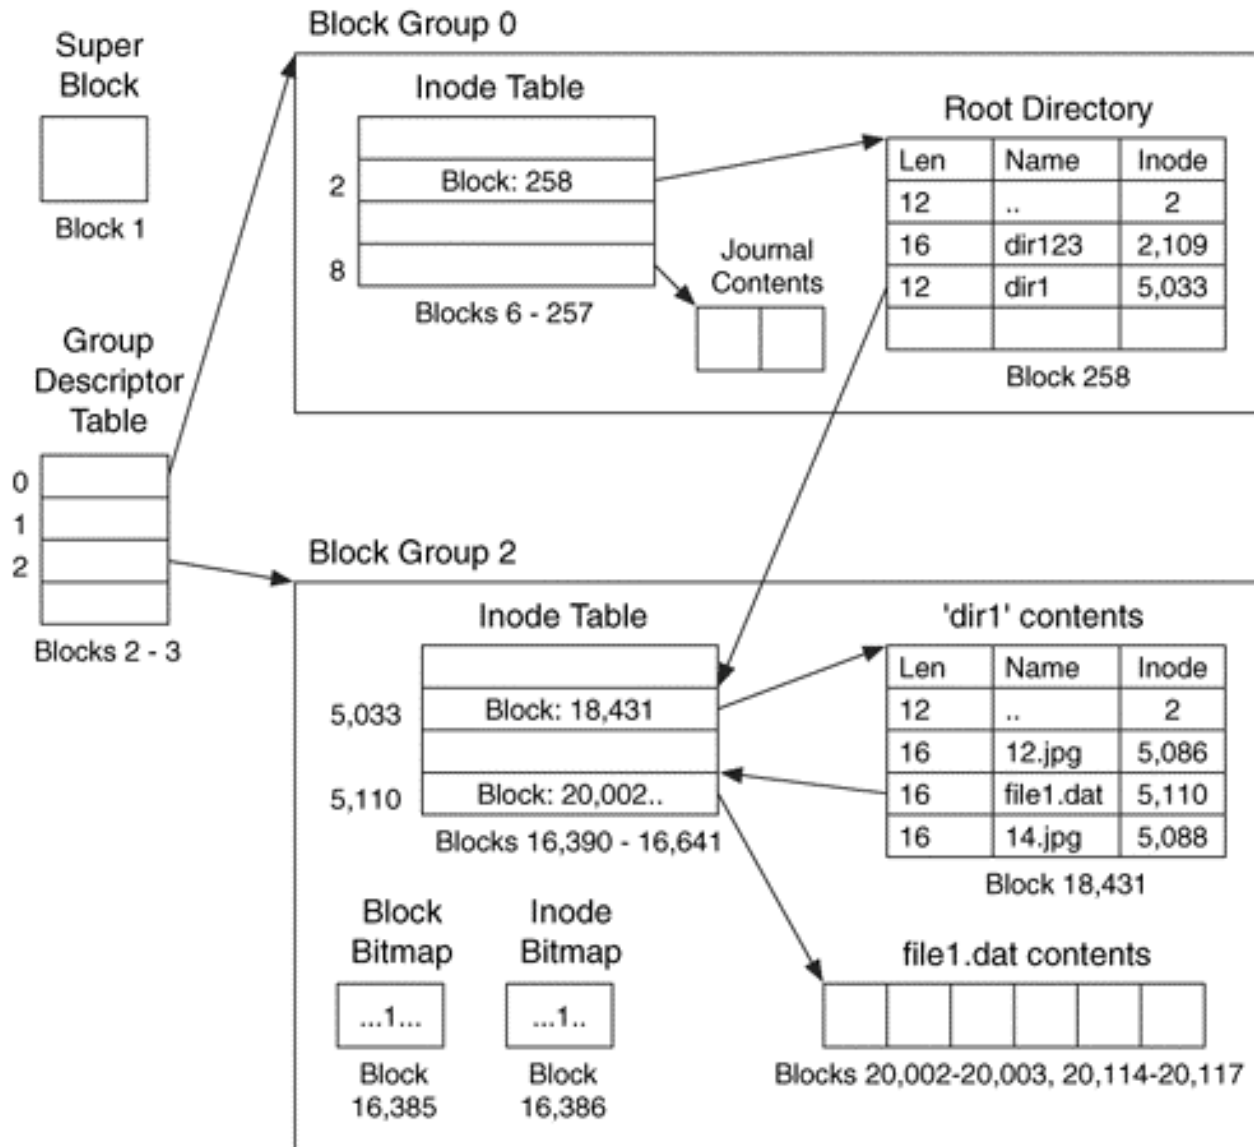 Super
Block
Block 1
Group
Descriptor
Table
0
1
2
Blocks 2 - 3
Block Group 0
Inode Table
2 Block: 258
8
Blocks 6 - 257
Journal
Contents
Root Directory
Len Name Inode
12 .. 2
16 dir123 2,109
12 dir1 5,033
Block 258
Block Group 2
Inode Table
5,033 Block: 18,431
5,110 Block: 20,002..
Blocks 16,390 - 16,641
'dir1' contents
Len Name Inode
12 .. 2
16 12.jpg 5,086
16 file1.dat 5,110
16 14.jpg 5,088
Block 18,431
Block
Bitmap
...1...
Block
16,385
Inode
Bitmap
...1..
Block
16,386
file1.dat contents
Blocks 20,002-20,003, 20,114-20,117